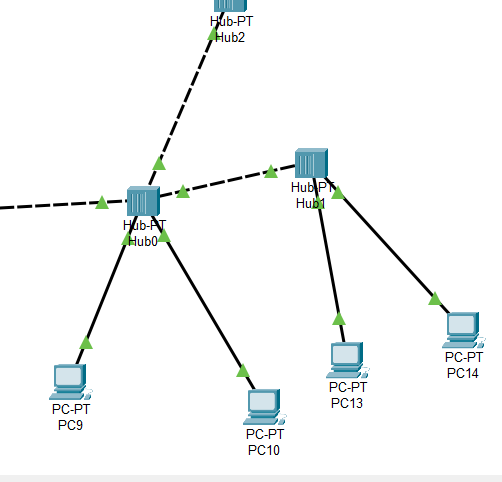 Hub-PT
Hub2
Hub-PT
Hub1
Hub-PT
Hub0
PC-PT
PC14
PC-PT
PC13
PC-PT
PC9
PC-PT
PC10